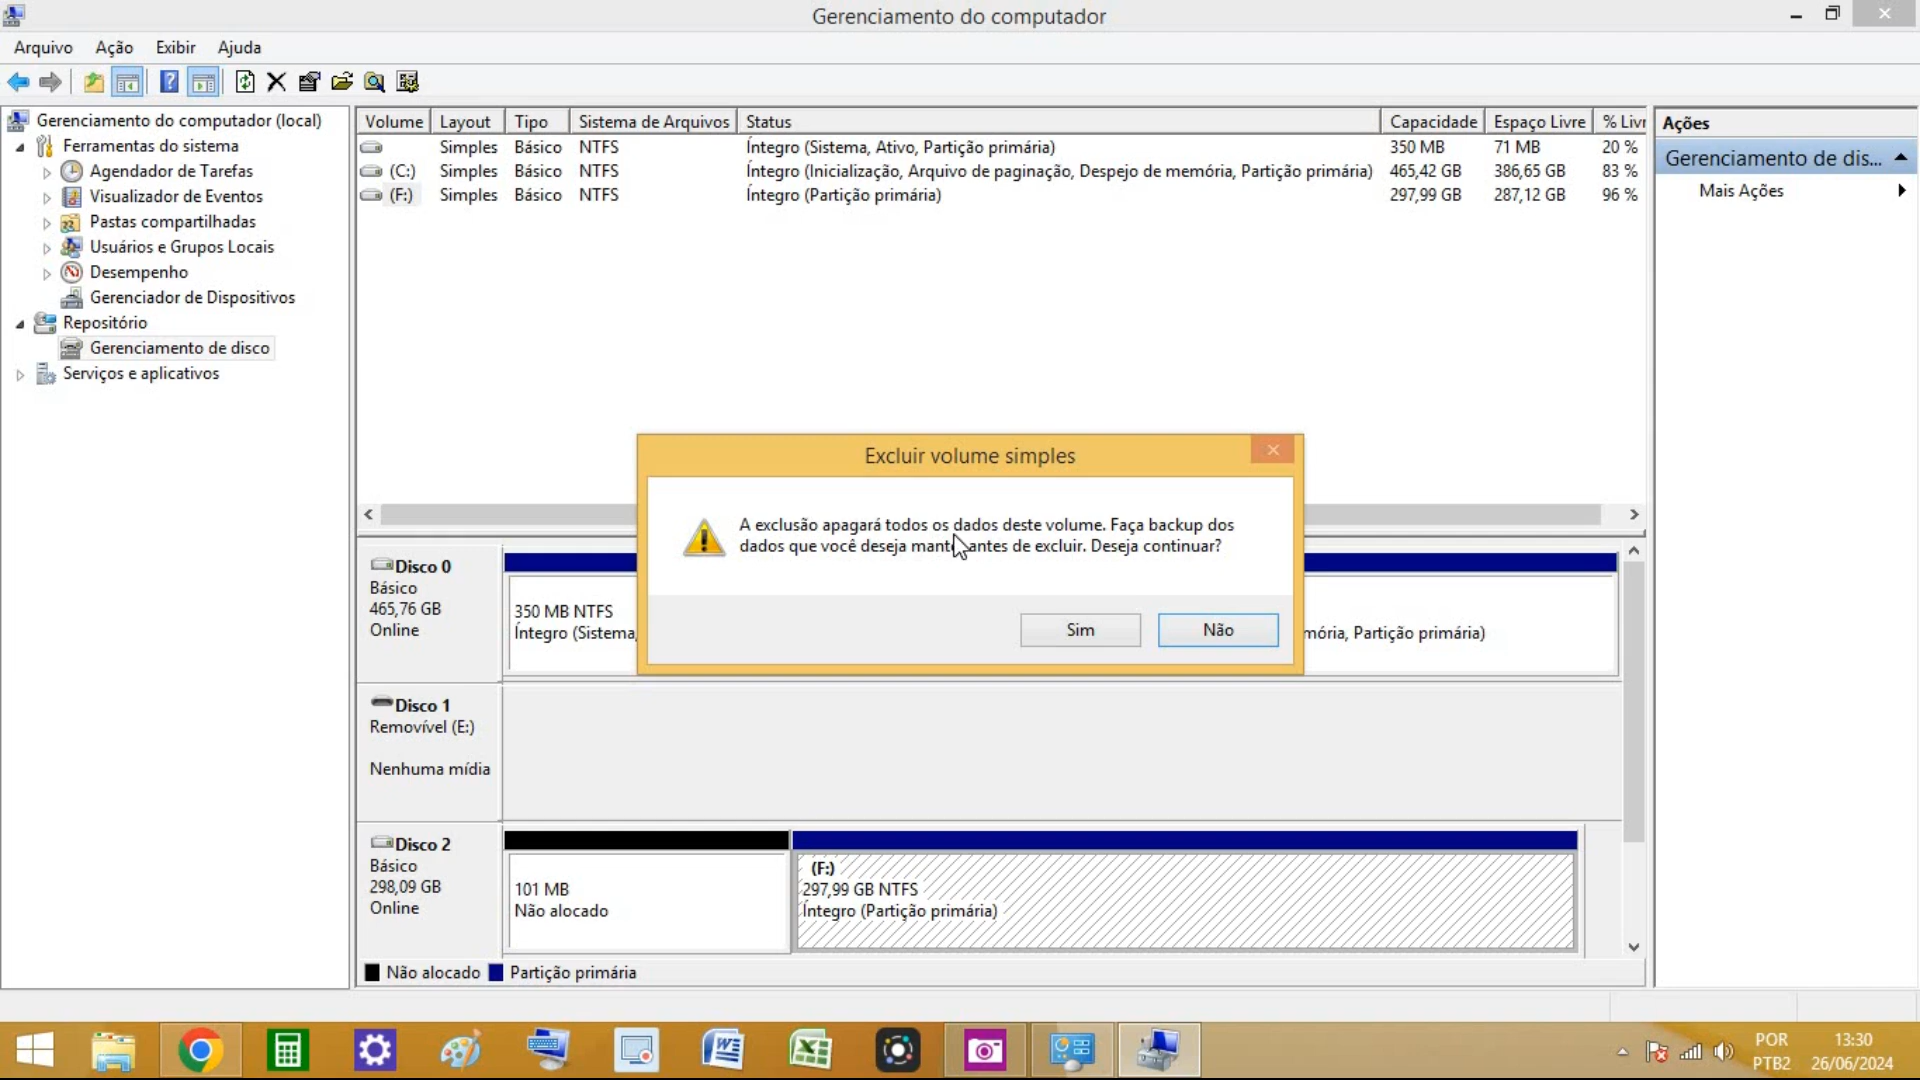 Gerenciamento do computador
Arquivo Ação Exibir Ajuda
Gerenciamento do computador (local)
Ferramentas do sistema
Agendador de Tarefas
Visualizador de Eventos
Pastas compartilhadas
Usuários e Grupos Locais
Desempenho
Gerenciador de Dispositivos
Repositório
Gerenciamento de disco
Serviços e aplicativos
Volume Layout Tipo Sistema de Arquivos Status Capacidade Espaço Livre % Livr
Simples Básico NTFS Íntegro (Sistema, Ativo, Partição primária) 350 MB 71 MB 20 %
(C:) Simples Básico NTFS Íntegro (Inicialização, Arquivo de paginação, Despejo de memória, Partição primária) 465,42 GB 386,65 GB 83 %
(F:) Simples Básico NTFS Íntegro (Partição primária) 297,99 GB 287,12 GB 96 %
Ações
Gerenciamento de dis...
Mais Ações
Excluir volume simples
A exclusão apagará todos os dados deste volume. Faça backup dos
dados que você deseja mante antes de excluir. Deseja continuar?
Sim Não
Disco 0
Básico
465,76 GB
Online
350 MB NTFS
Íntegro (Sistema,
mória, Partição primária)
Disco 1
Removível (E:)
Nenhuma mídia
Disco 2
Básico
298,09 GB
Online
101 MB
Não alocado
(F:)
297,99 GB NTFS
Íntegro (Partição primária)
Não alocado Partição primária
POR
PTB2
13:30
26/06/2024